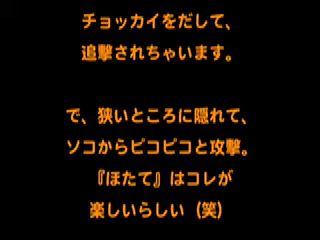 チョッカイをだして、
追撃されちゃいます。
で、狭いところに隠れて、
ソコからピコピコと攻撃。
『ほたて』はコレが
楽しいらしい（笑）